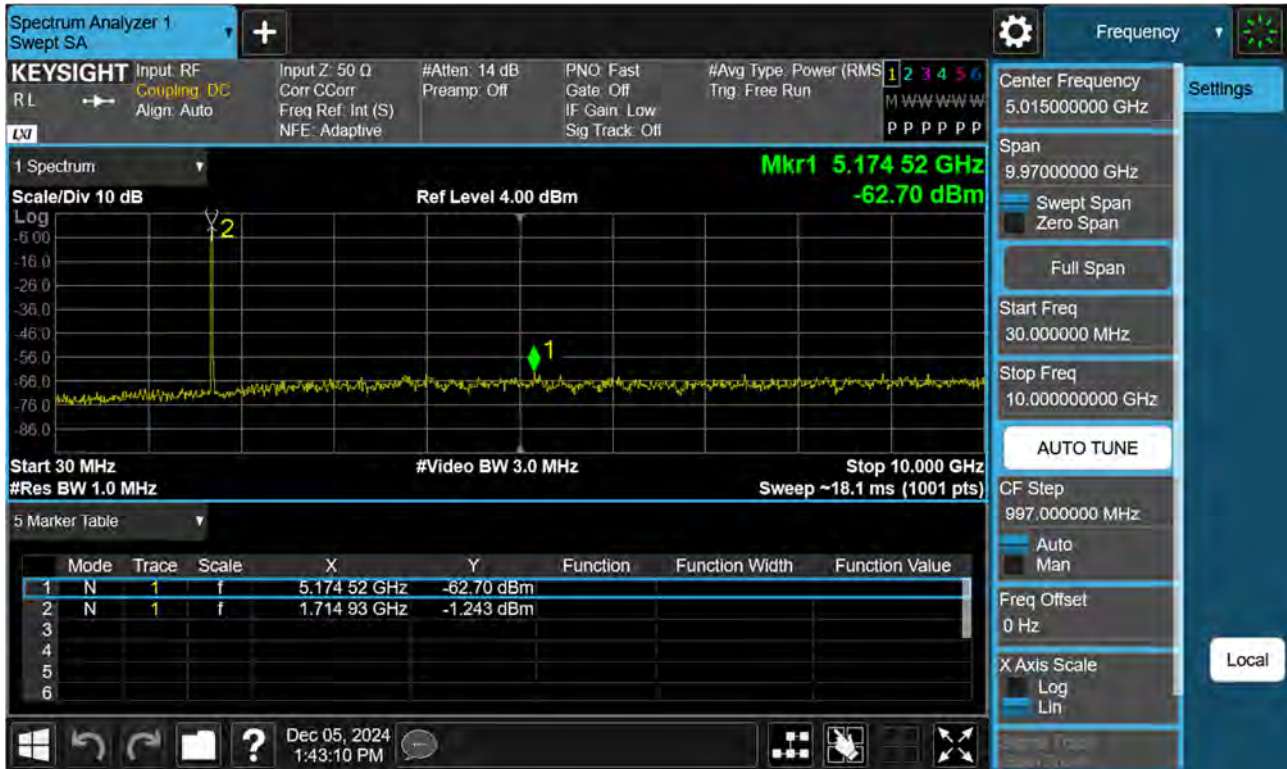 Spectrum Analyzer 1
Swept SA
+
Frequency
KEYSIGHT
RL
LXI
Input: RF
Coupling: DC
Align: Auto
Input Z: 50 Ω
Corr CCorr
Freq Ref: Int (S)
NFE: Adaptive
#Atten: 14 dB
Preamp: Off
PNO: Fast
Gate: Off
IF Gain: Low
Sig Track: Off
#Avg Type: Power (RMS
Trig: Free Run
1 2 3 4 5 6
M W W W W W
P P P P P P
1 Spectrum
Mkr1 5.174 52 GHz
Scale/Div 10 dB
Ref Level 4.00 dBm
-62.70 dBm
Log
2
-6.00
-16.0
-26.0
-36.0
-46.0
1
-56.0
-66.0
-76.0
-86.0
Start 30 MHz
#Video BW 3.0 MHz
Stop 10.000 GHz
#Res BW 1.0 MHz
Sweep ~18.1 ms (1001 pts)
5 Marker Table
Mode Trace Scale X Y Function Function Width Function Value
1 N 1 f 5.174 52 GHz -62.70 dBm
2 N 1 f 1.714 93 GHz -1.243 dBm
3
4
5
6
?
Dec 05, 2024
1:43:10 PM
Center Frequency
5.015000000 GHz
Settings
Span
9.97000000 GHz
Swept Span
Zero Span
Full Span
Start Freq
30.000000 MHz
Stop Freq
10.000000000 GHz
AUTO TUNE
CF Step
997.000000 MHz
Auto
Man
Freq Offset
0 Hz
X Axis Scale
Log
Lin
Local